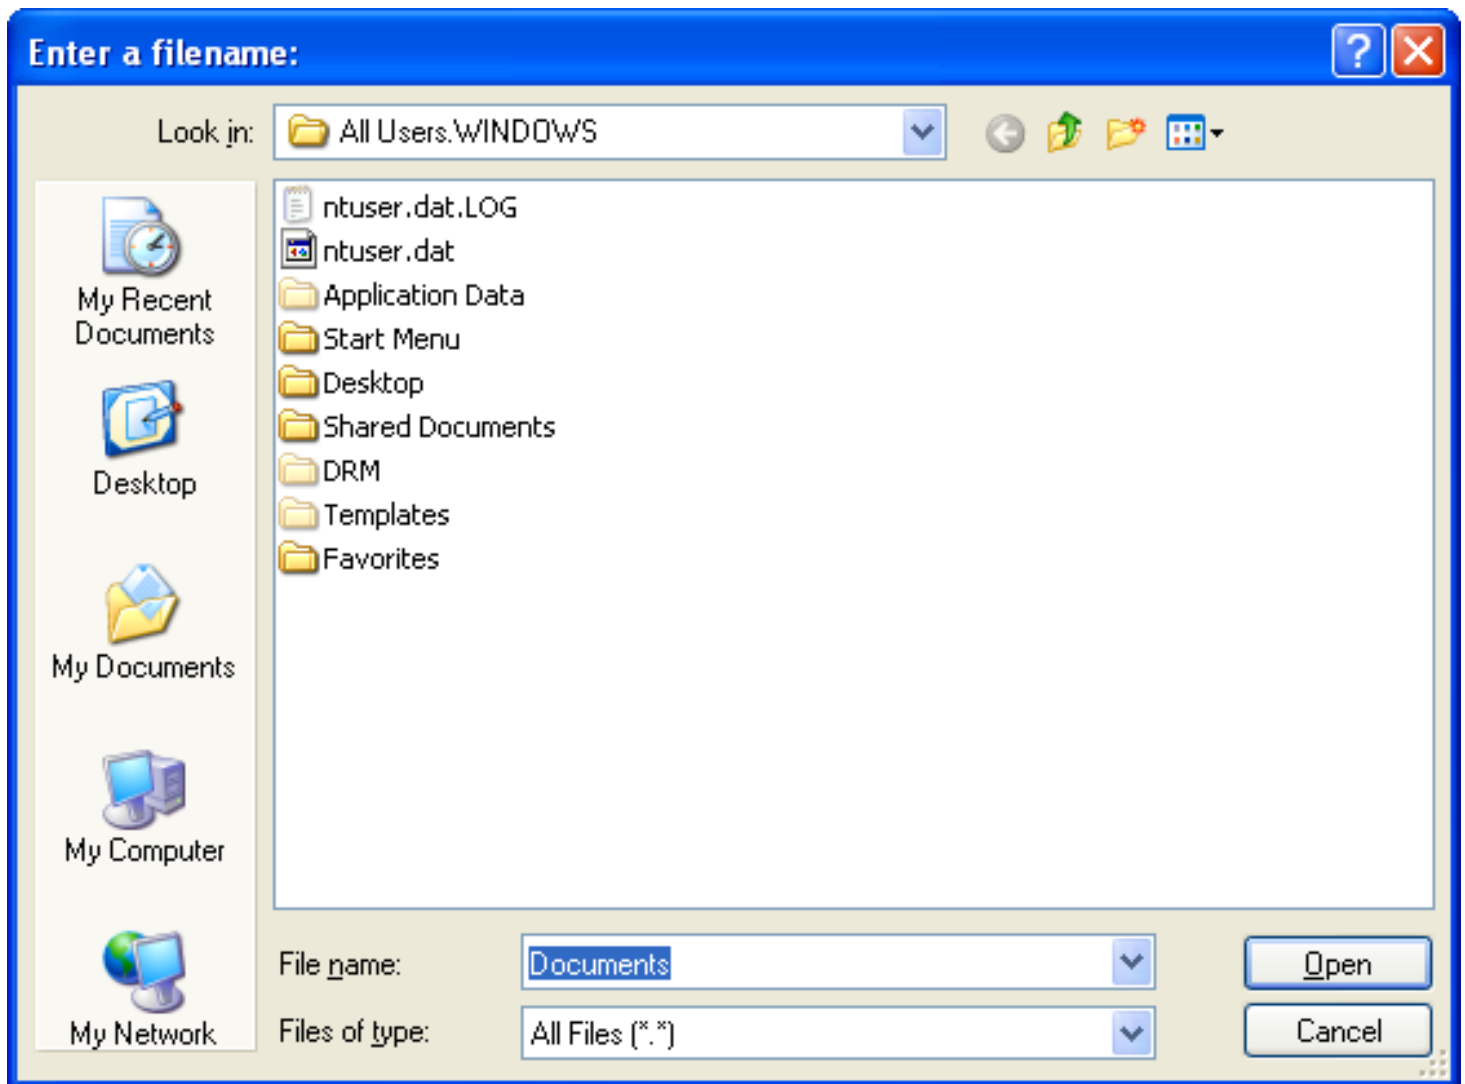 Enter a filename:
Look in:
All Users.WINDOWS
My Recent
Documents
Desktop
My Documents
My Computer
My Network
ntuser.dat.LOG
ntuser.dat
Application Data
Start Menu
Desktop
Shared Documents
DRM
Templates
Favorites
File name:
Documents
Open
Files of type:
All Files (*.*)
Cancel